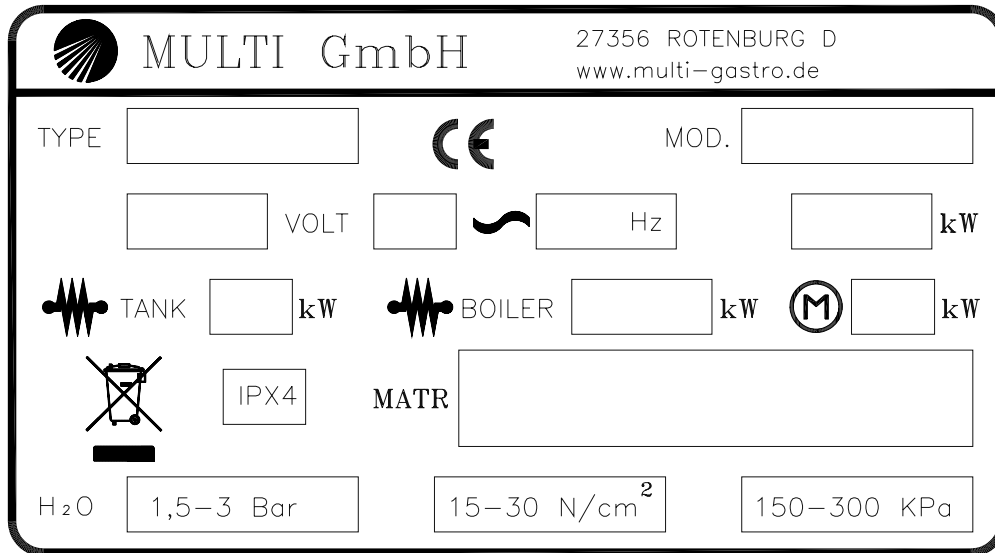 MULTI GmbH
27356 ROTENBURG D
www.multi-gastro.de
TYPE CE MOD.
VOLT ~ Hz kW
TANK kW BOILER kW M kW
IPX4 MATR
H₂O 1,5-3 Bar 15-30 N/cm² 150-300 KPa